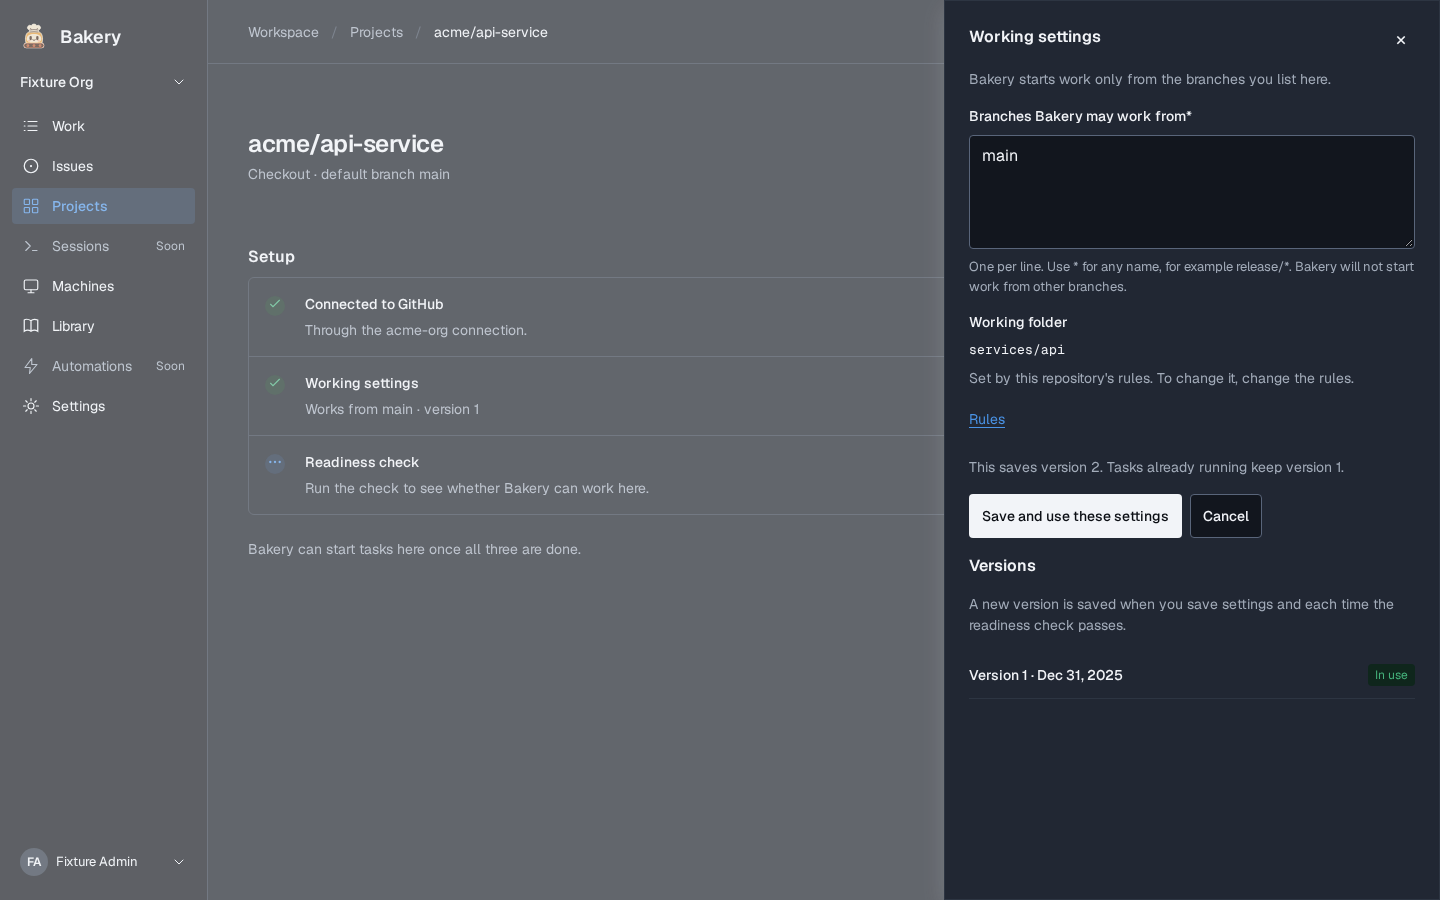 Bakery
Fixture Org
Work
Issues
Projects
Sessions Soon
Machines
Library
Automations Soon
Settings
FA Fixture Admin
Workspace / Projects / acme/api-service
acme/api-service
Checkout · default branch main
Setup
Connected to GitHub
Through the acme-org connection.
Working settings
Works from main · version 1
Readiness check
Run the check to see whether Bakery can work here.
Bakery can start tasks here once all three are done.
Working settings
Bakery starts work only from the branches you list here.
Branches Bakery may work from*
main
One per line. Use * for any name, for example release/*. Bakery will not start
work from other branches.
Working folder
services/api
Set by this repository's rules. To change it, change the rules.
Rules
This saves version 2. Tasks already running keep version 1.
Save and use these settings Cancel
Versions
A new version is saved when you save settings and each time the
readiness check passes.
Version 1 · Dec 31, 2025 In use